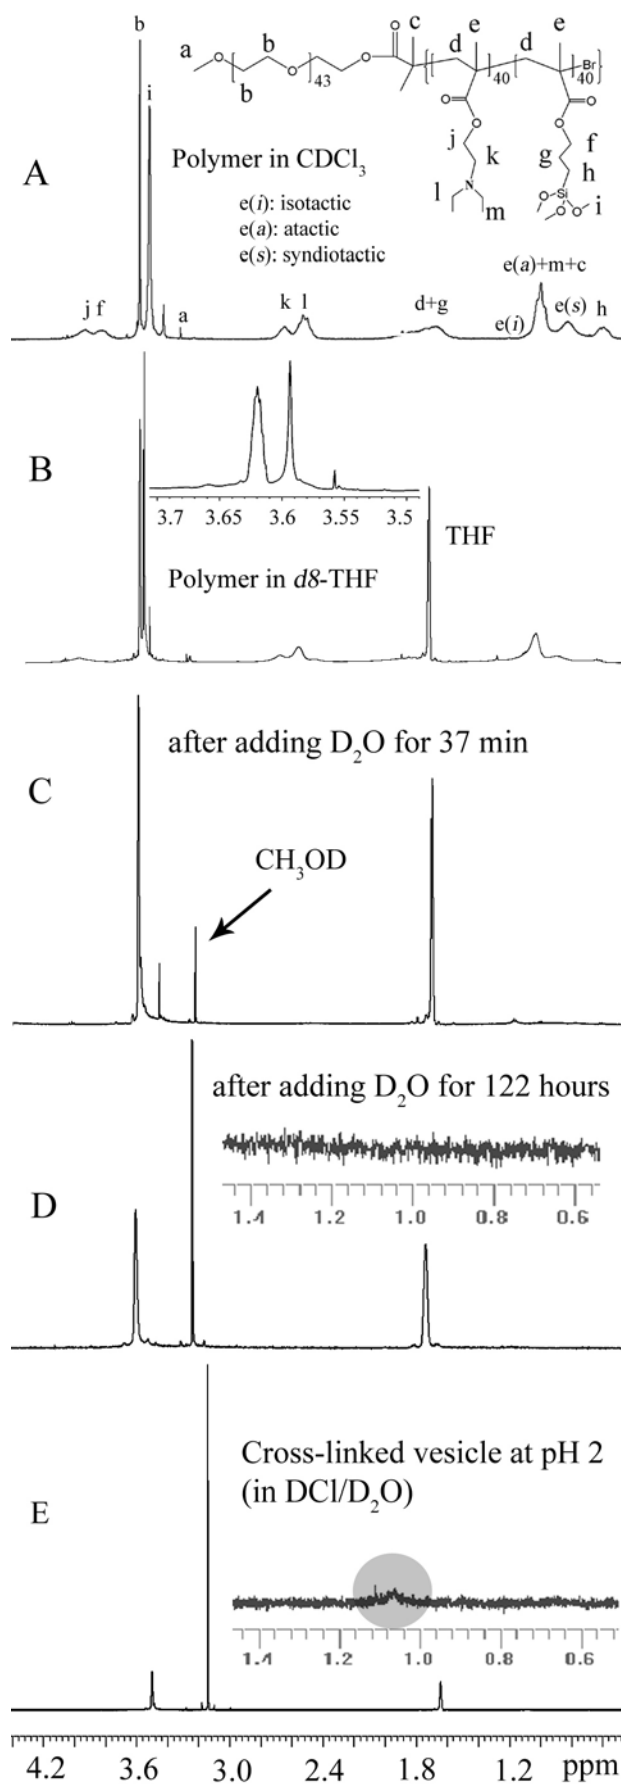 b
c
e
e
a
b
d
d
O
O
O
O
43
40
Br
40
b
i
O
O
O
O
j
f
A
Polymer in CDCl3
k
g
h
N
Si
l
O
O
O
i
m
e(i): isotactic
e(a): atactic
e(s): syndiotactic
e(a)+m+c
j f
a
k
l
d+g
e(i)
e(s)
h
B
3.7 3.65 3.6 3.55 3.5
THF
Polymer in d8-THF
after adding D2O for 37 min
C
CH3OD
after adding D2O for 122 hours
D
1.4 1.2 1.0 0.8 0.6
Cross-linked vesicle at pH 2
(in DCl/D2O)
E
1.4 1.2 1.0 0.8 0.6
4.2 3.6 3.0 2.4 1.8 1.2 ppm